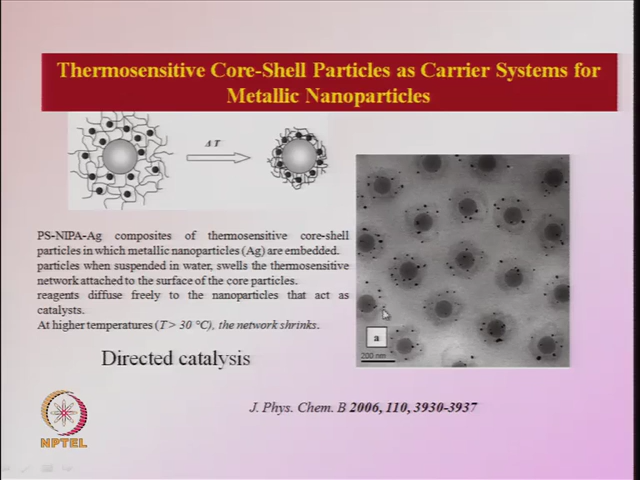 Thermosensitive Core-Shell Particles as Carrier Systems for
Metallic Nanoparticles
Δ T
PS-NIPA-Ag composites of thermosensitive core-shell
particles in which metallic nanoparticles (Ag) are embedded.
particles when suspended in water, swells the thermosensitive
network attached to the surface of the core particles.
reagents diffuse freely to the nanoparticles that act as
catalysts.
At higher temperatures (T > 30 °C), the network shrinks.
a
200 nm
Directed catalysis
J. Phys. Chem. B 2006, 110, 3930-3937
NPTEL